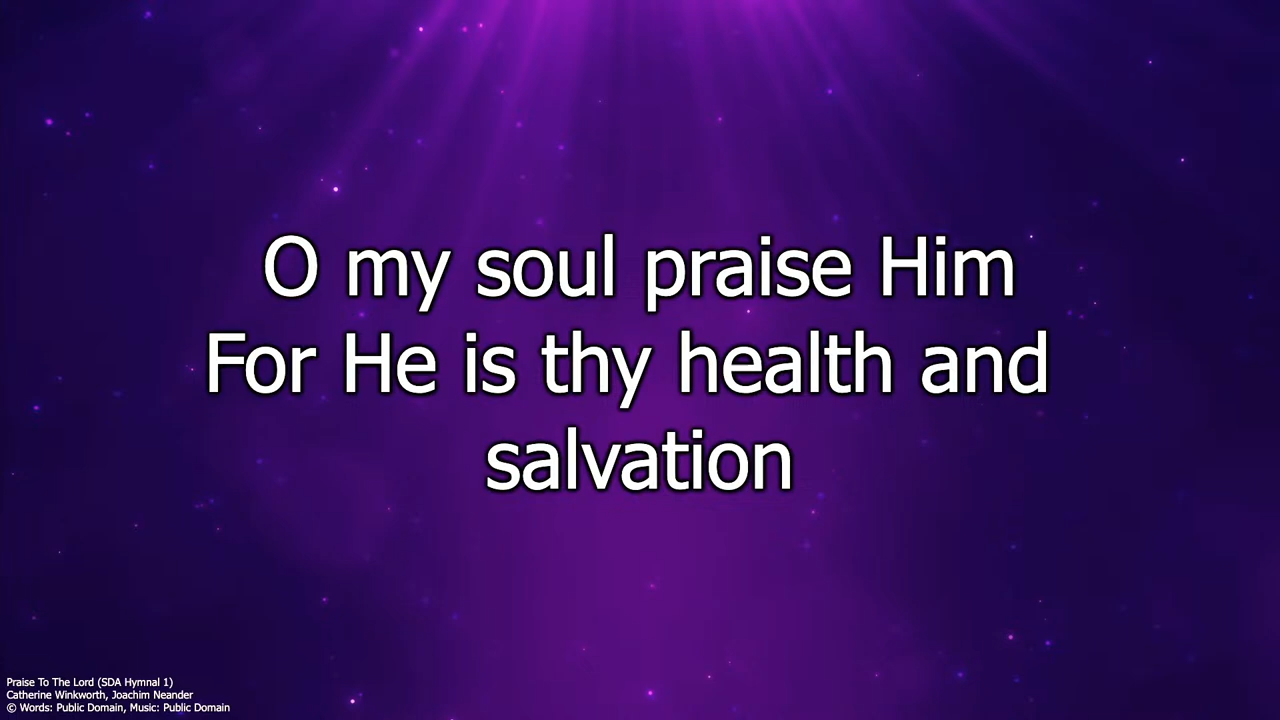 O my soul praise Him
For He is thy health and
salvation
Praise To The Lord (SDA Hymnal 1)
Catherine Winkworth, Joachim Neander
© Words: Public Domain, Music: Public Domain